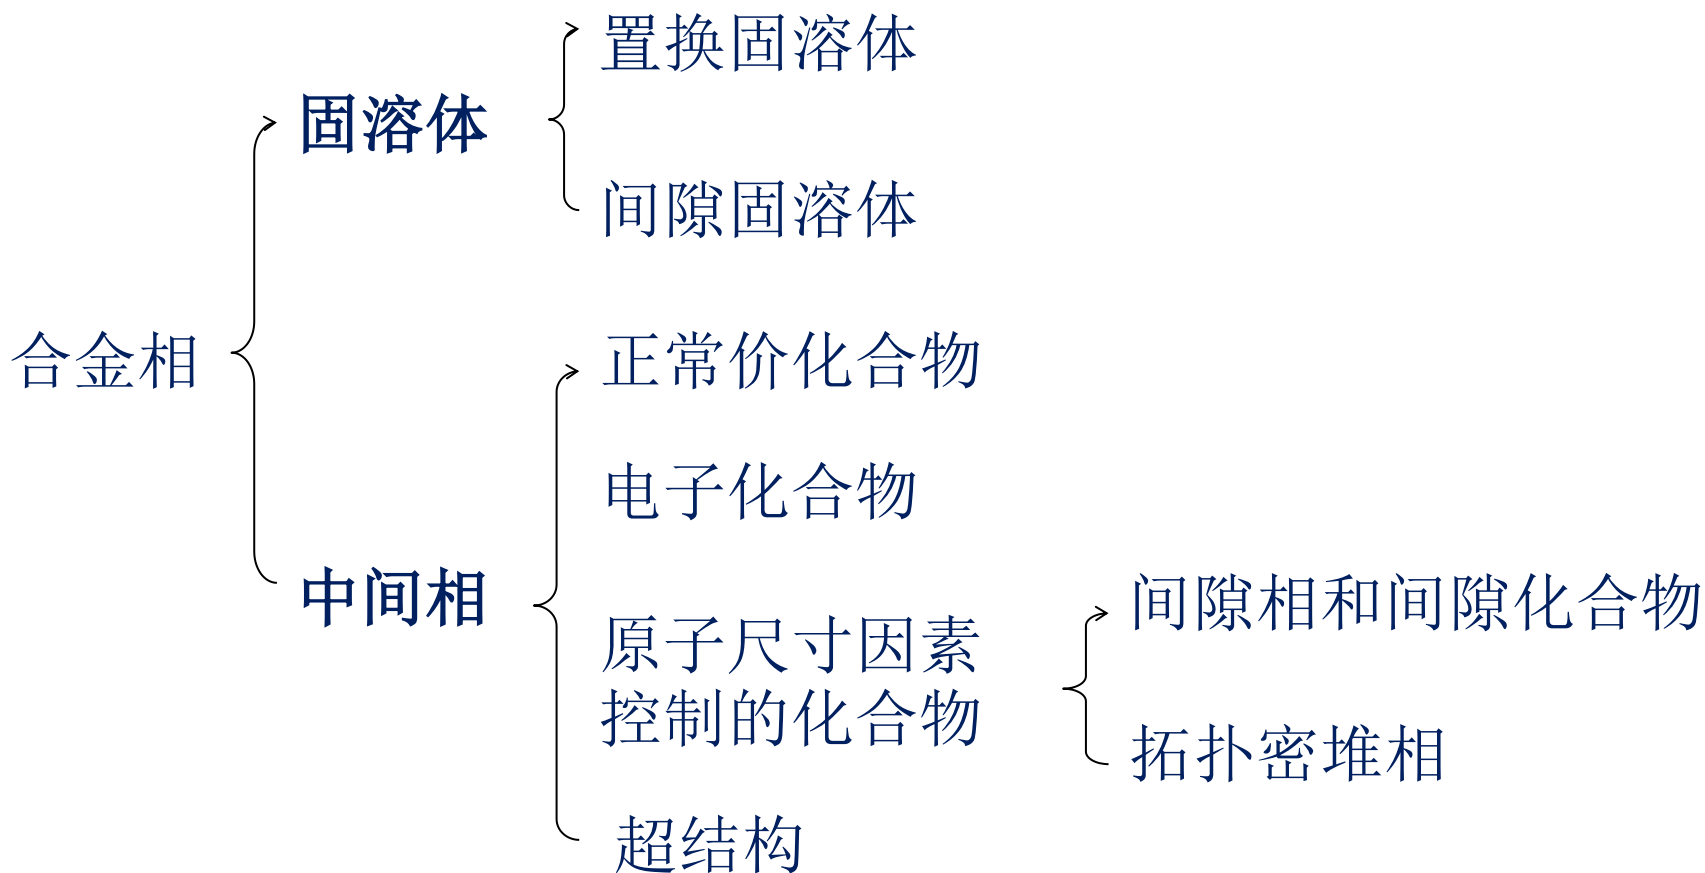 置换固溶体
固溶体
间隙固溶体
合金相
正常价化合物
电子化合物
中间相
原子尺寸因素
控制的化合物
间隙相和间隙化合物
拓扑密堆相
超结构